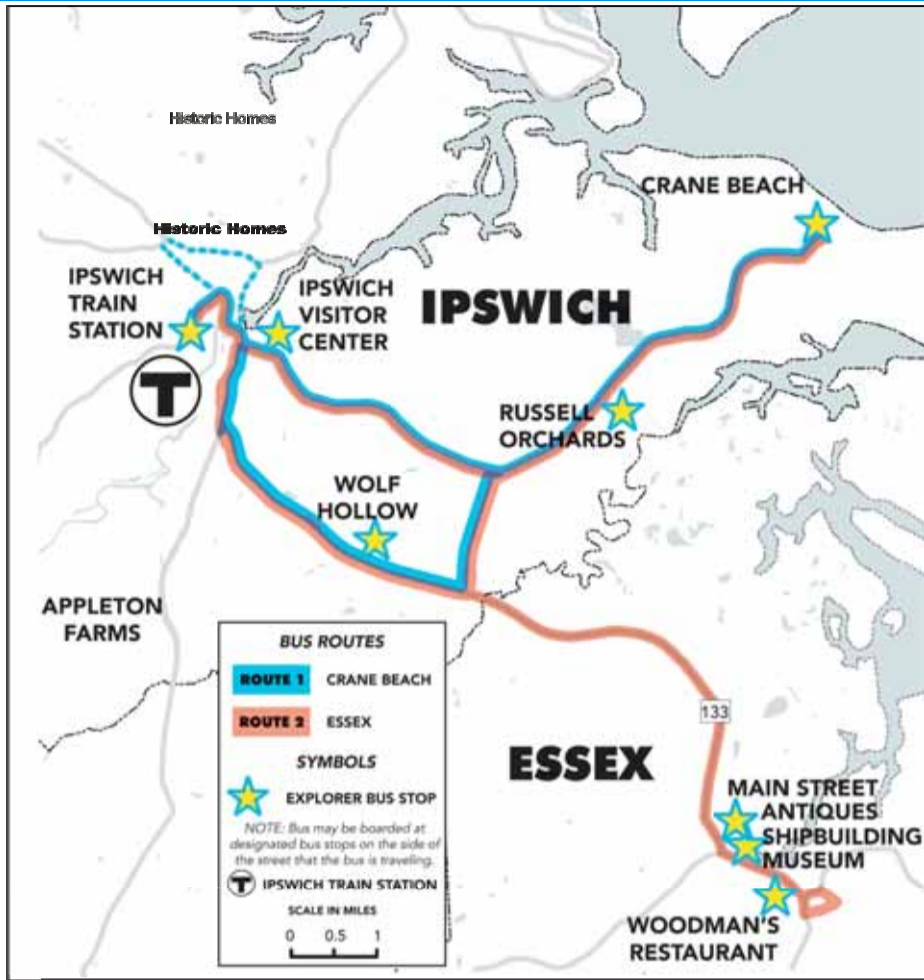 Historic Homes
CRANE BEACH
Historic Homes
IPSWICH
TRAIN
STATION
IPSWICH
VISITOR
CENTER
IPSWICH
T
RUSSELL
ORCHARDS
WOLF
HOLLOW
APPLETON
FARMS
BUS ROUTES
ROUTE 1 CRANE BEACH
ROUTE 2 ESSEX
SYMBOLS
EXPLORER BUS STOP
NOTE: Bus may be boarded at
designated bus stops on the side of
the street that the bus is traveling.
T IPSWICH TRAIN STATION
SCALE IN MILES
0 0.5 1
133
ESSEX
MAIN STREET
ANTIQUES
SHIPBUILDING
MUSEUM
WOODMAN'S
RESTAURANT